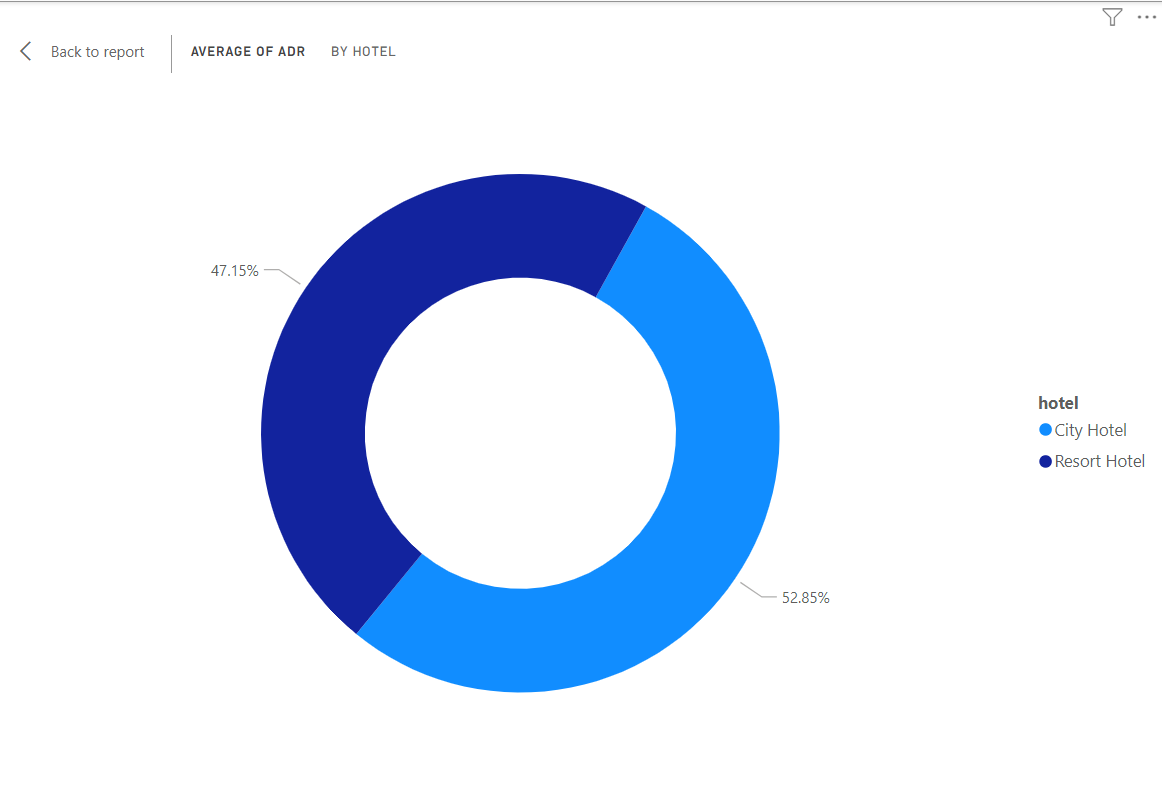 Back to report
AVERAGE OF ADR BY HOTEL
47.15%
hotel
City Hotel
Resort Hotel
52.85%